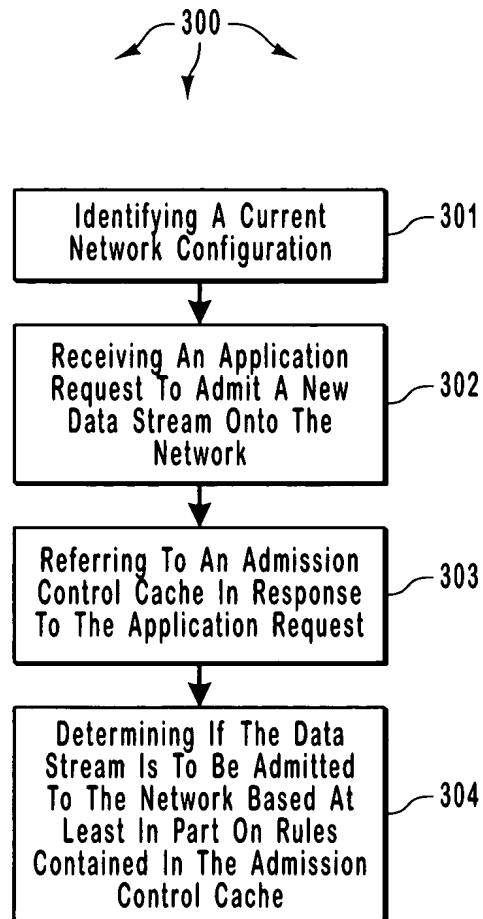 300
Identifying A Current
Network Configuration
301
Receiving An Application
Request To Admit A New
Data Stream Onto The
Network
302
Referring To An Admission
Control Cache In Response
To The Application Request
303
Determining If The Data
Stream Is To Be Admitted
To The Network Based At
Least In Part On Rules
Contained In The Admission
Control Cache
304